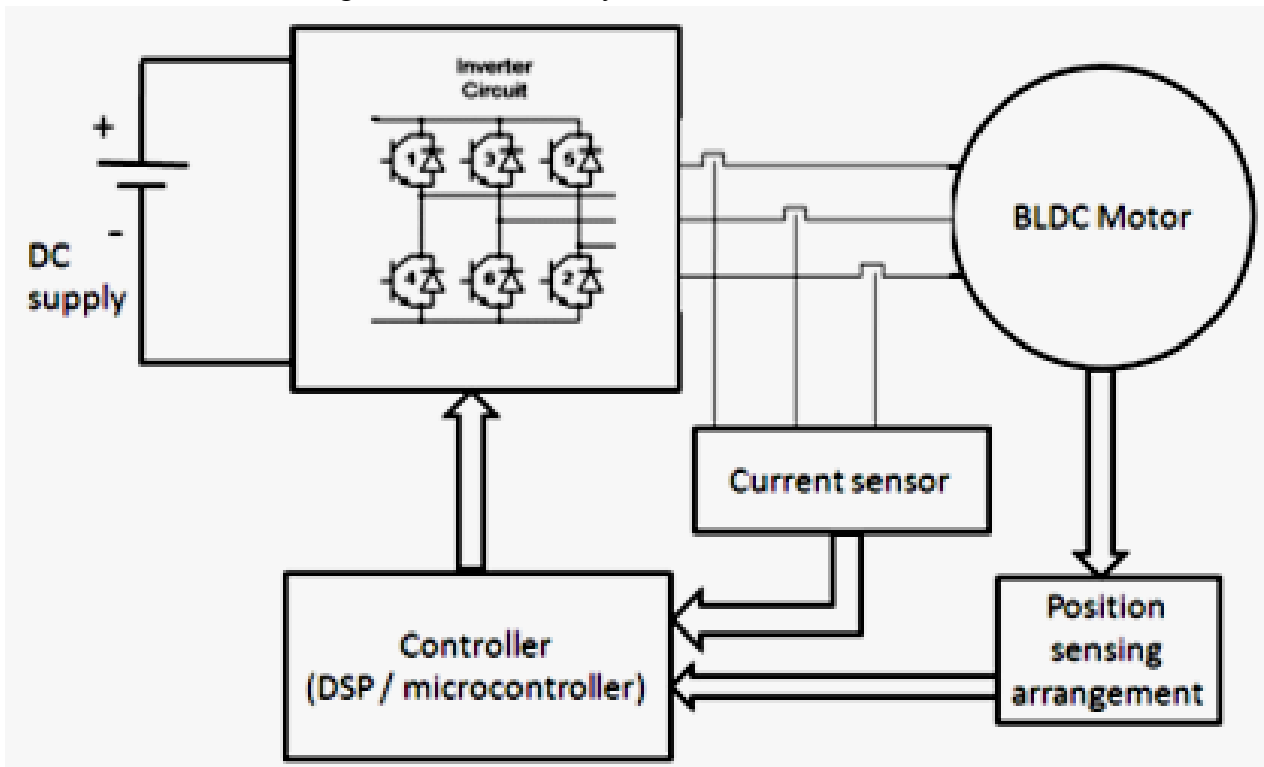 Inverter
Circuit
+
1
3
5
-
DC
supply
4
6
2
BLDC Motor
Current sensor
Controller
(DSP / microcontroller)
Position
sensing
arrangement